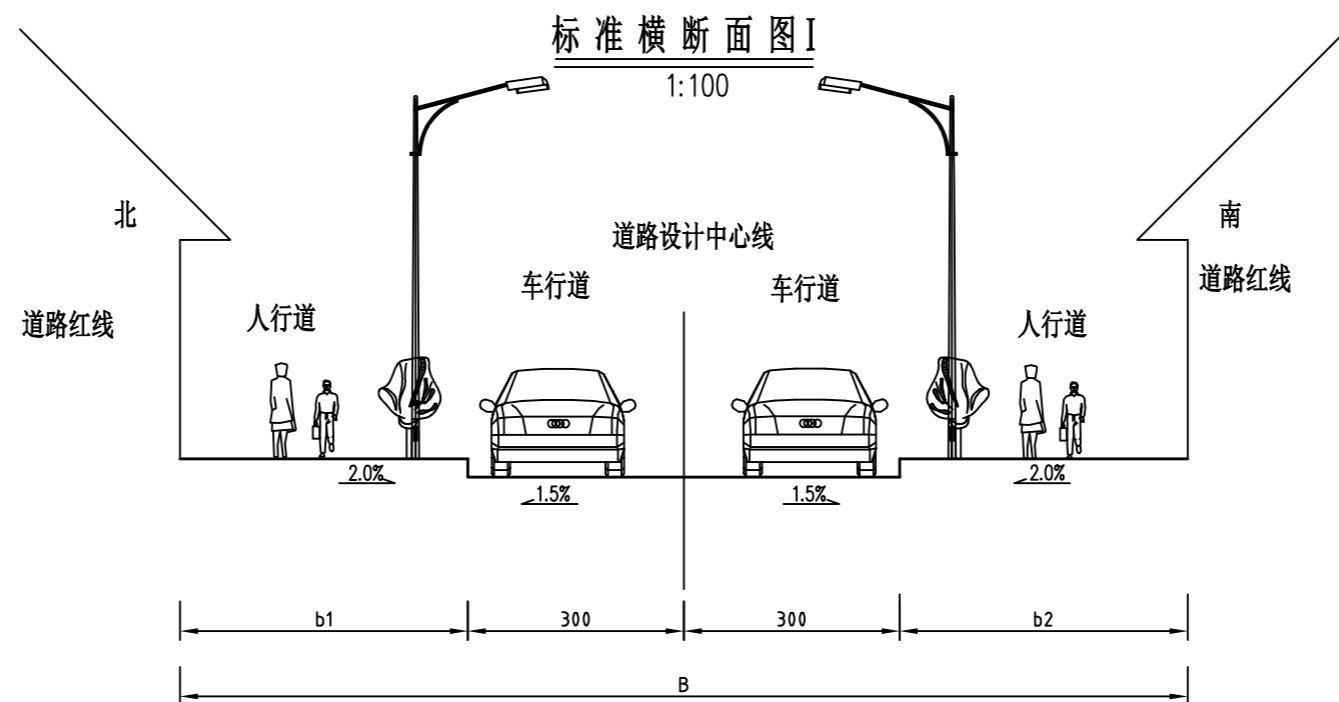 标准横断面图I
1:100
北
南
道路设计中心线
车行道
车行道
道路红线
道路红线
人行道
人行道
2.0%
1.5%
1.5%
2.0%
b1
300
300
b2
B